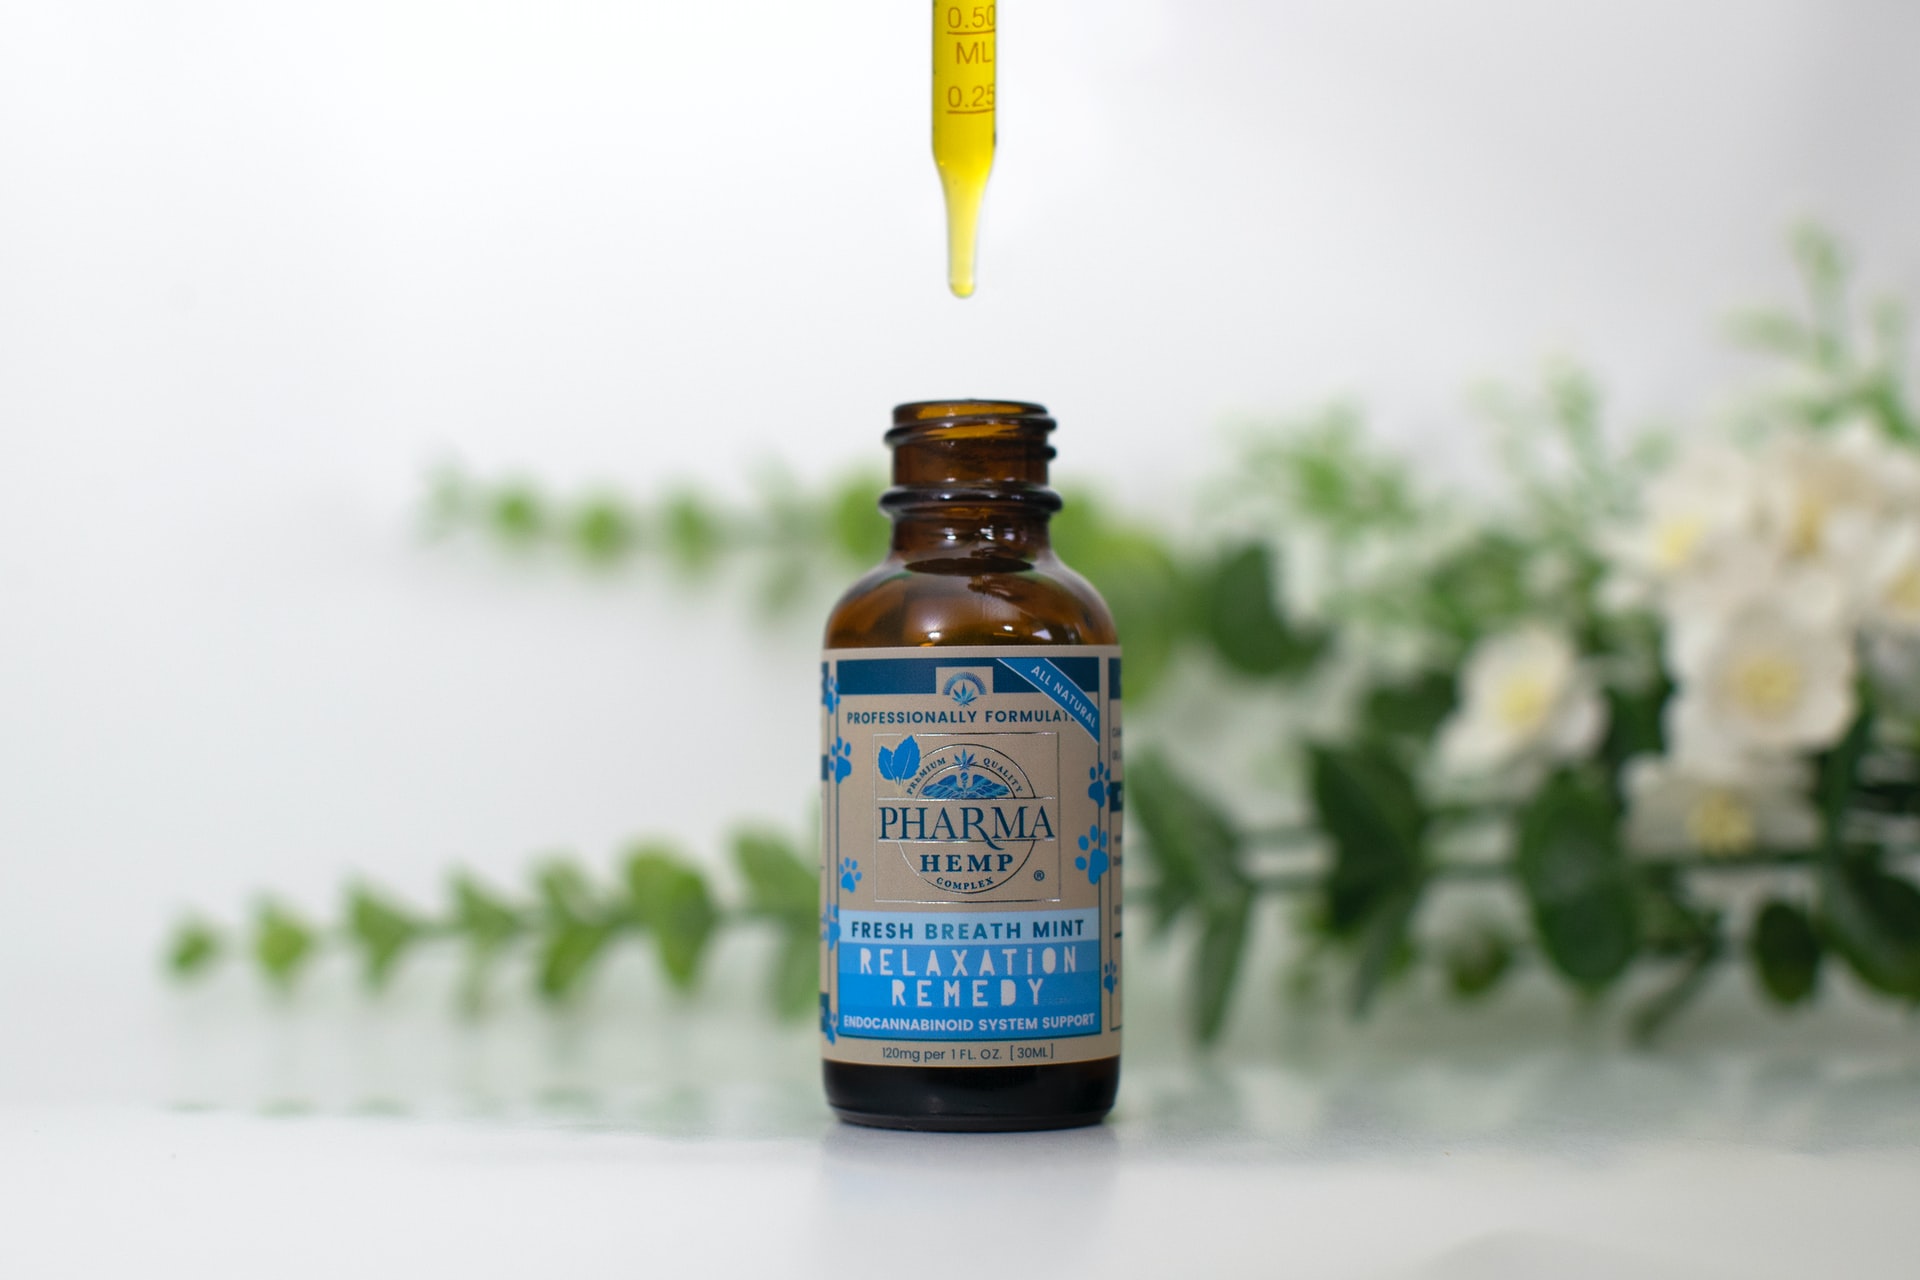 0.50
ML
0.25
ALL NATURAL
PROFESSIONALLY
PREMIUM QUALITY
PHARMA
HEMP
COMPLEX ®
FRESH BREATH MINT
RELAXATiON
REMEDY
ENDOCANNABINOID SYSTEM SUPPORT
120mg per 1 FL. OZ. [30ML]